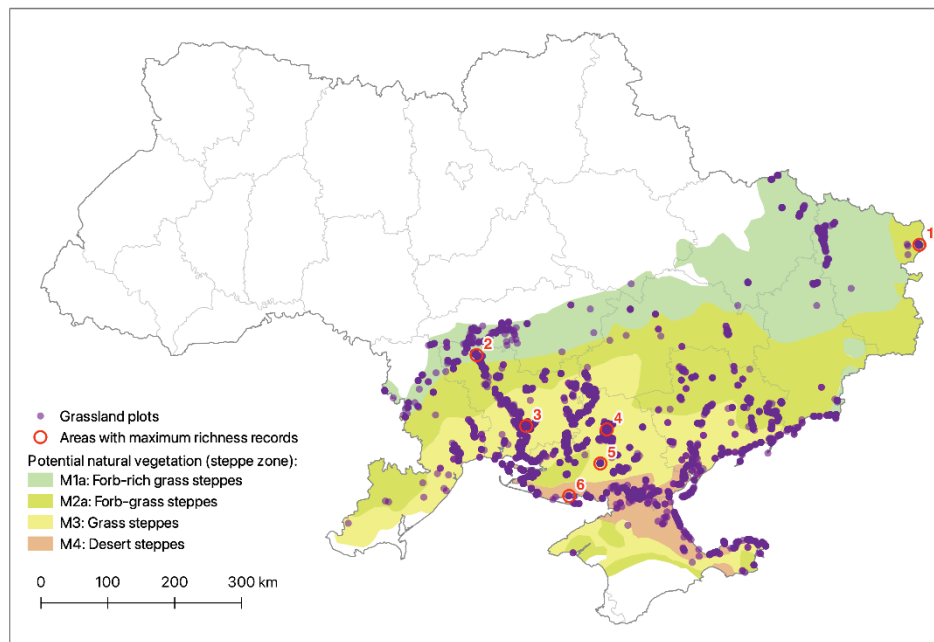 1
2
3
4
5
6
Grassland plots
Areas with maximum richness records
Potential natural vegetation (steppe zone):
M1a: Forb-rich grass steppes
M2a: Forb-grass steppes
M3: Grass steppes
M4: Desert steppes
0 100 200 300 km